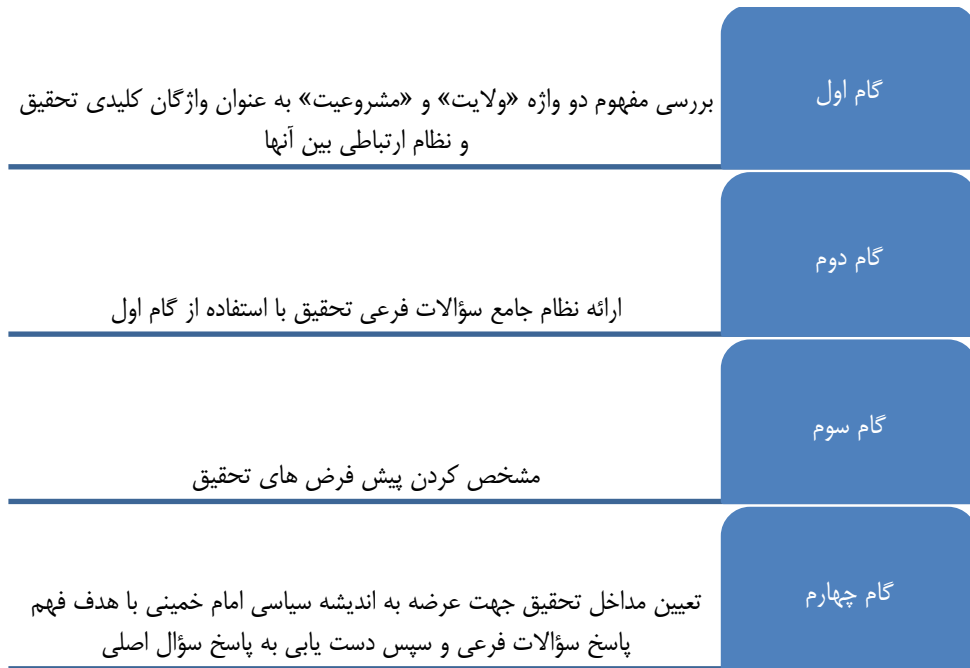 گام اول
بررسی مفهوم دو واژه «ولایت» و «مشروعیت» به عنوان واژگان کلیدی تحقیق
و نظام ارتباطی بین آنها
گام دوم
ارائه نظام جامع سؤالات فرعی تحقیق با استفاده از گام اول
گام سوم
مشخص کردن پیش فرض های تحقیق
گام چهارم
تعیین مداخل تحقیق جهت عرضه به اندیشه سیاسی امام خمینی با هدف فهم
پاسخ سؤالات فرعی و سپس دست یابی به پاسخ سؤال اصلی